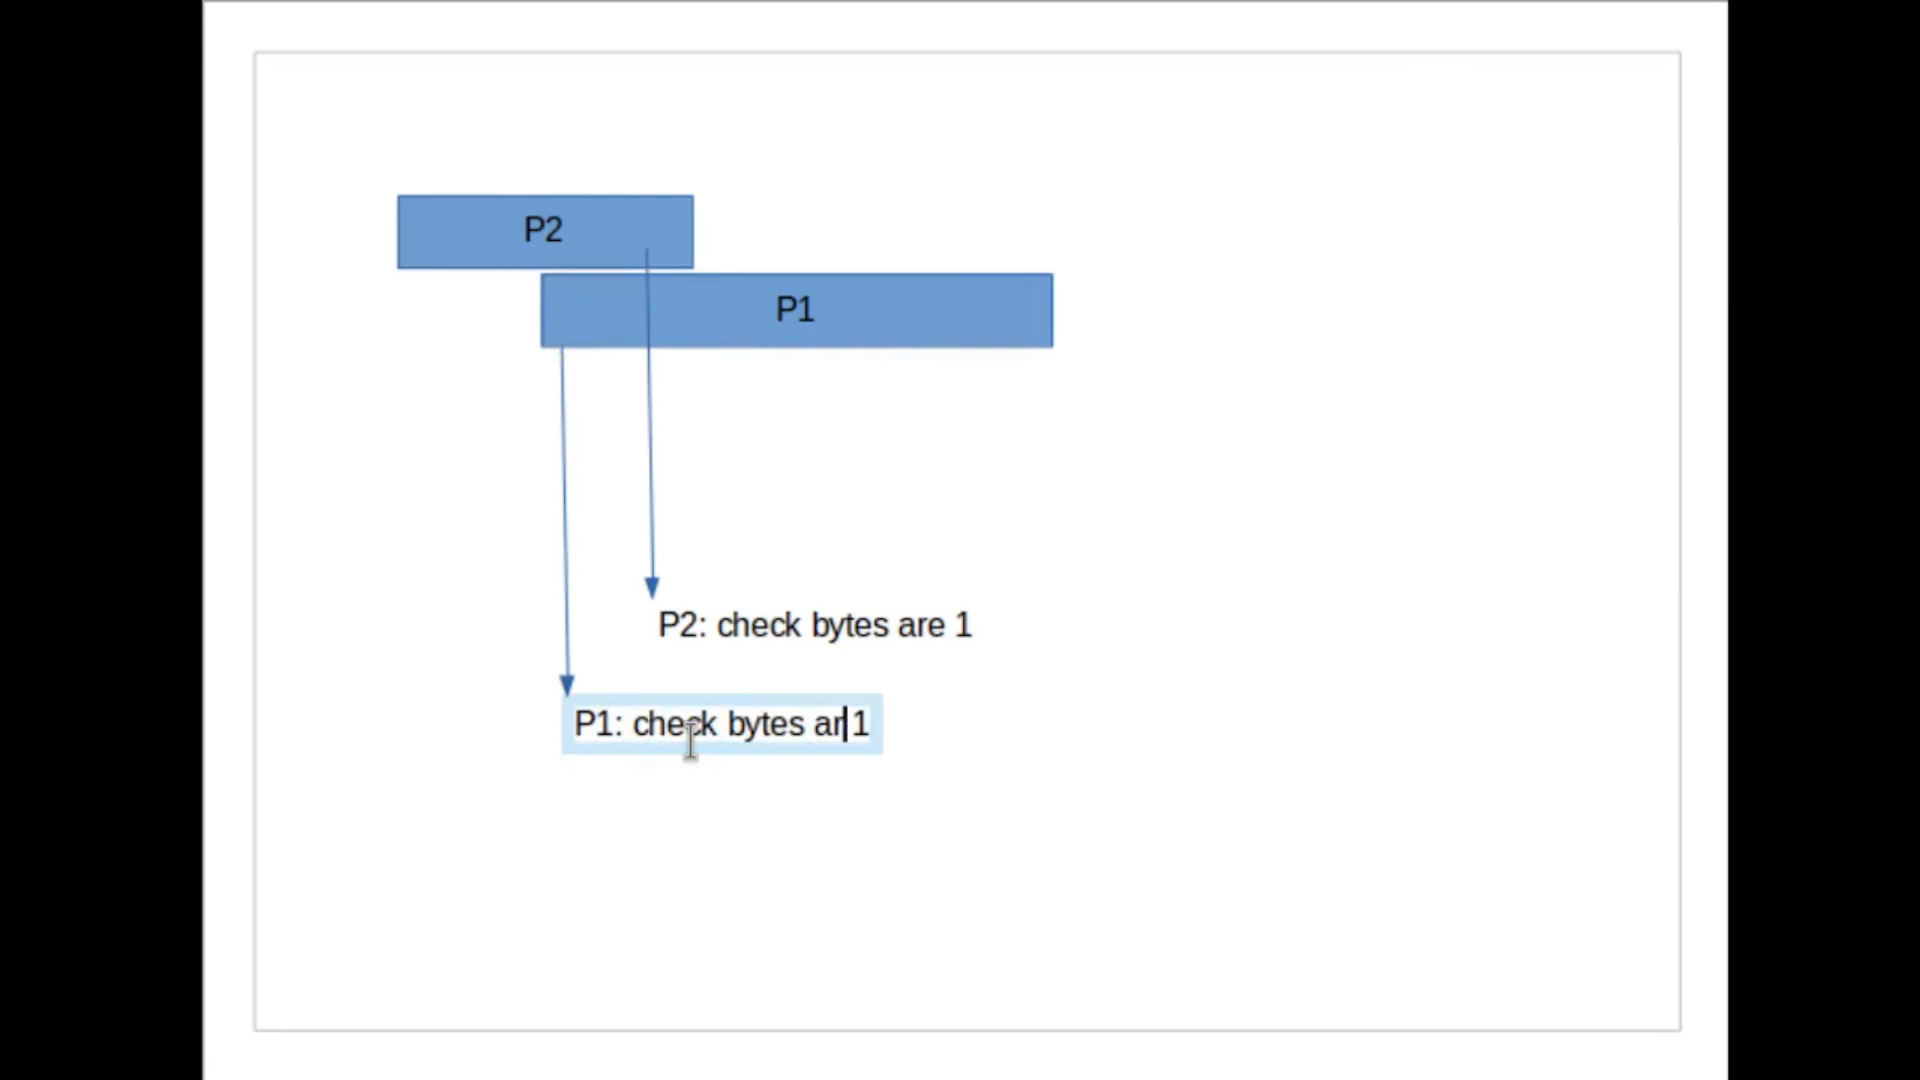 P2
P1
P2: check bytes are 1
P1: check bytes ar 1